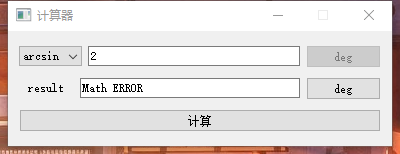 计算器
arcsin 2 deg
result Math ERROR deg
计算